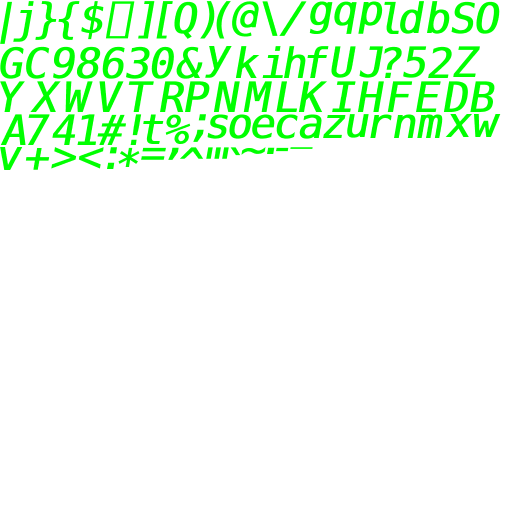 |j}{$▯][Q)(@\/gqpldbSO
GC98630&ykihfUJ?52Z
YXWVTRPNMLKIHFEDB
A741#!t%;soecazurnmxw
v+><:*=,^"'`~.-_